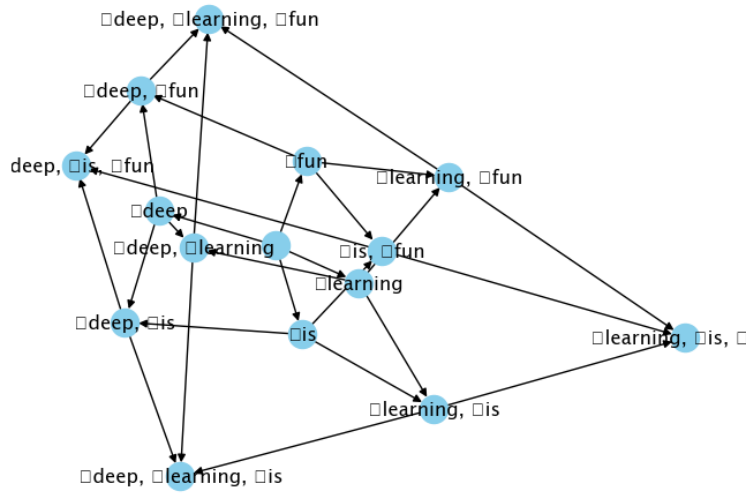 □deep, □learning, □fun
□deep, □fun
deep, □is, □fun
□fun
□learning, □fun
□deep
□deep, □learning
□is, □fun
□learning
□deep, □is
□is
□learning, □is, □
□learning, □is
□deep, □learning, □is